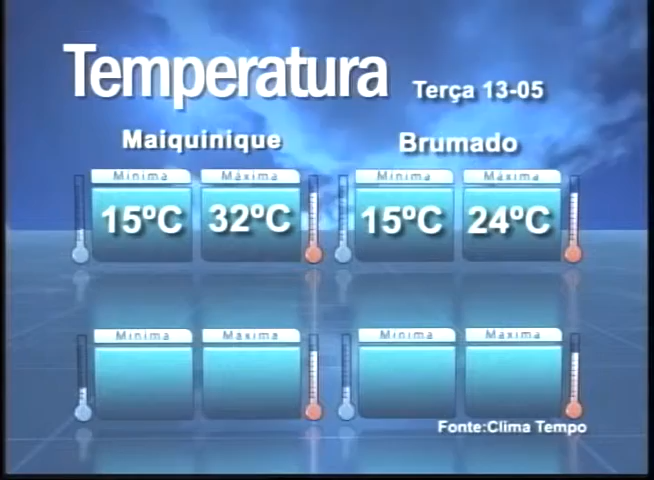 Temperatura
Terça 13-05
Maiquinique
Brumado
Mínima Máxima Mínima Máxima
15ºC 32ºC 15ºC 24ºC
Mínima Máxima Mínima Máxima
Fonte:Clima Tempo